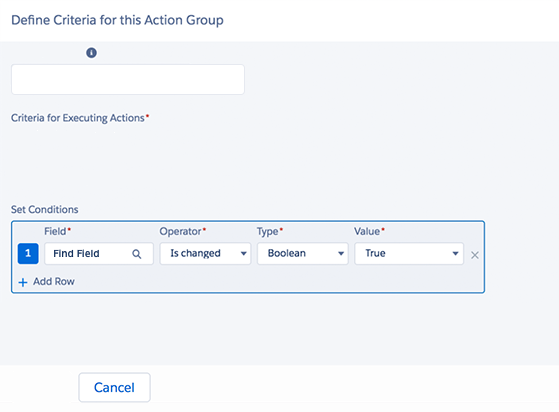 Define Criteria for this Action Group
Criteria for Executing Actions*
Set Conditions
Field* Operator* Type* Value*
1 Find Field Is changed Boolean True
+ Add Row
Cancel